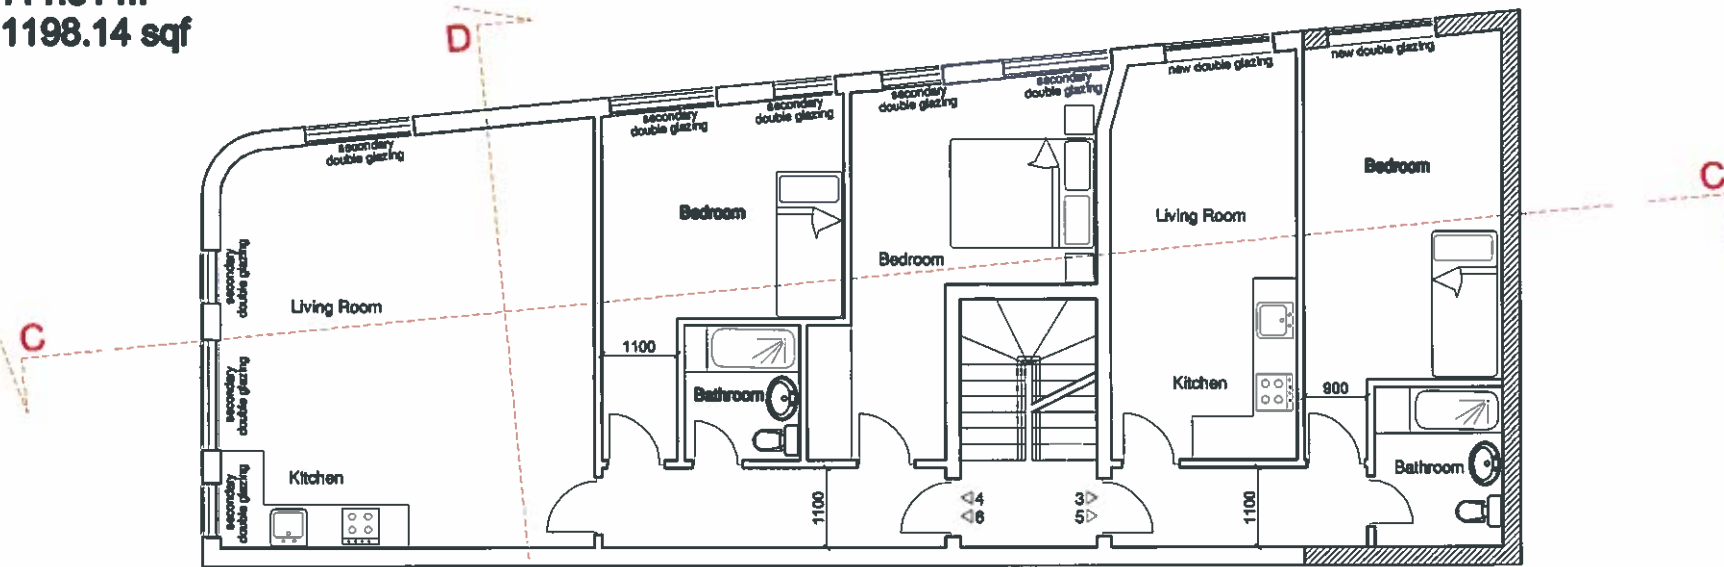 1198.14 sqf
D
secondary
double glazing
secondary
double glazing
secondary
double glazing
secondary
double glazing
secondary
double glazing
new double glazing
new double glazing
Bedroom
C
Bedroom
Living Room
Bedroom
secondary
double glazing
Living Room
C
1100
Kitchen
900
secondary
double glazing
Bathroom
Kitchen
Bathroom
secondary
double glazing
1100
4
6
3
5
1100